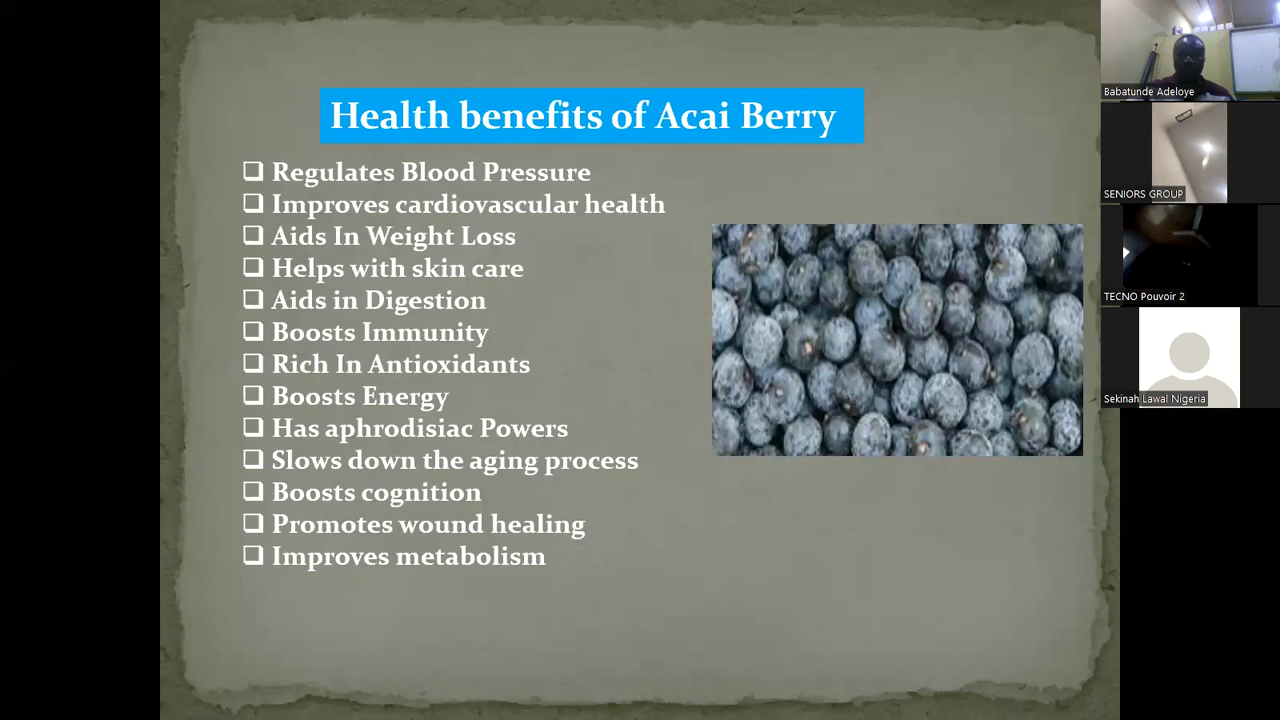 Health benefits of Acai Berry
Regulates Blood Pressure
Improves cardiovascular health
Aids In Weight Loss
Helps with skin care
Aids in Digestion
Boosts Immunity
Rich In Antioxidants
Boosts Energy
Has aphrodisiac Powers
Slows down the aging process
Boosts cognition
Promotes wound healing
Improves metabolism
Babatunde Adeloye
SENIORS GROUP
TECNO Pouvoir 2
Sekinah Lawal Nigeria